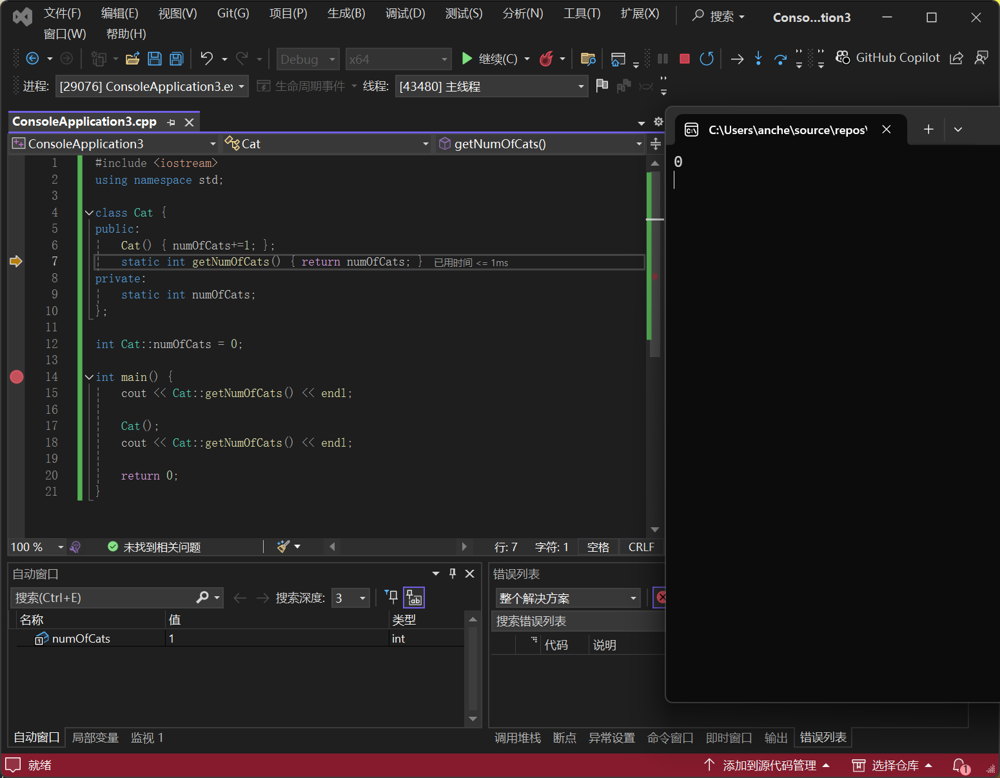 文件(F) 编辑(E) 视图(V) Git(G) 项目(P) 生成(B) 调试(D) 测试(S) 分析(N) 工具(T) 扩展(X) 搜索 Conso...tion3
窗口(W) 帮助(H)
Debug x64 继续(C) GitHub Copilot
进程: [29076] ConsoleApplication3.ex 生命周期事件 线程: [43480] 主线程
ConsoleApplication3.cpp
ConsoleApplication3 Cat getNumOfCats()
1 #include <iostream>
2 using namespace std;
3
4 class Cat {
5 public:
6 Cat() { numOfCats+=1; };
7 static int getNumOfCats() { return numOfCats; } 已用时间 <= 1ms
8 private:
9 static int numOfCats;
10 };
11
12 int Cat::numOfCats = 0;
13
14 int main() {
15 cout << Cat::getNumOfCats() << endl;
16
17 Cat();
18 cout << Cat::getNumOfCats() << endl;
19
20 return 0;
21 }
100 % 未找到相关问题 行: 7 字符: 1 空格 CRLF
C:\Users\anche\source\repos\
0
自动窗口
搜索(Ctrl+E) 搜索深度: 3
名称 值 类型
numOfCats 1 int
自动窗口 局部变量 监视 1
错误列表
整个解决方案
搜索错误列表
代码 说明
调用堆栈 断点 异常设置 命令窗口 即时窗口 输出 错误列表
就绪 添加到源代码管理 选择仓库 1